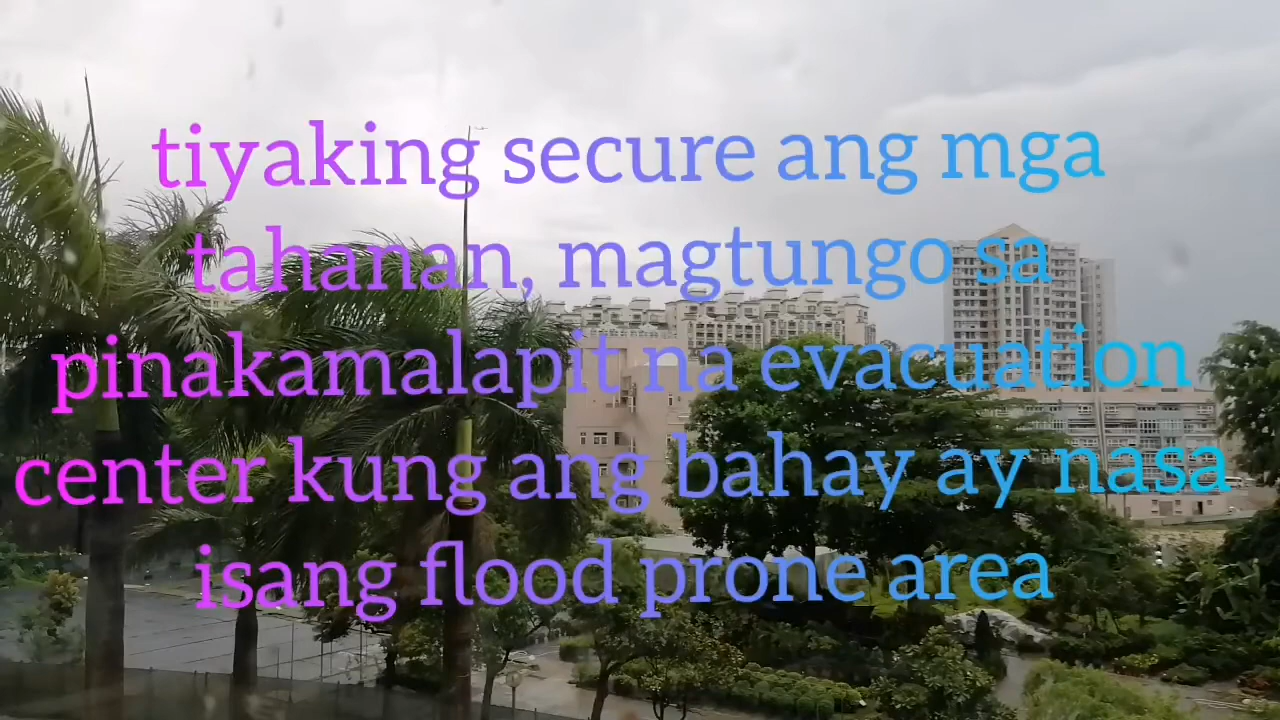 tiyaking secure ang mga
tahanan, magtungo sa
pinakamalapit na evacuation
center kung ang bahay ay nasa
isang flood prone area